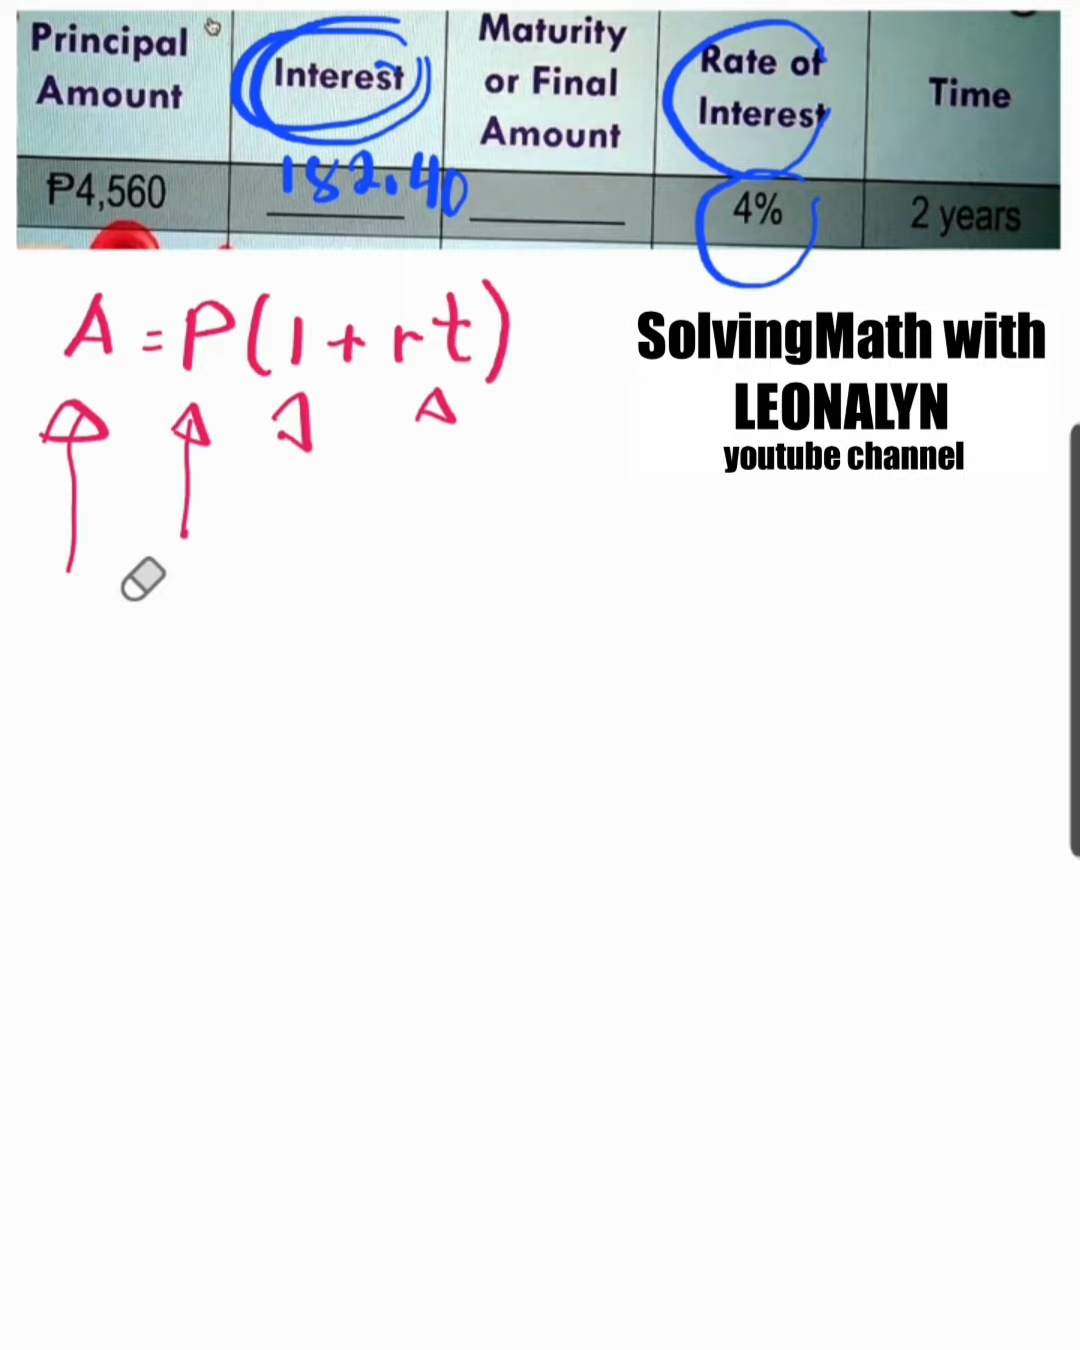 Principal Amount
Interest
Maturity or Final Amount
Rate of Interest
Time
₱4,560
182.40
4%
2 years
A = P(1 + rt)
SolvingMath with
LEONALYN
youtube channel